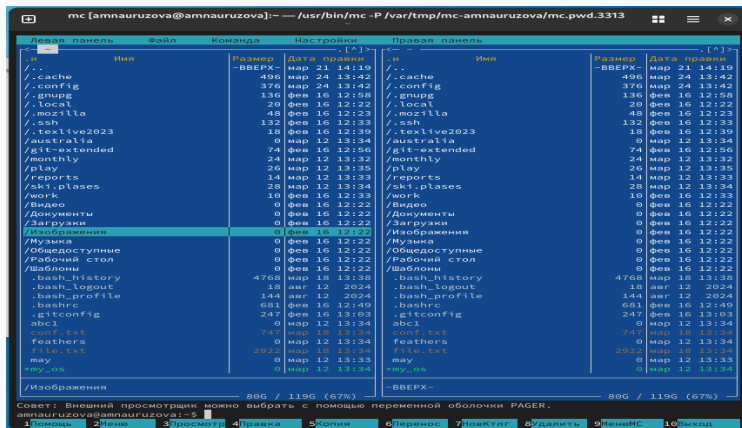 mc [amnauruzova@amnauruzova]:~ — /usr/bin/mc -P /var/tmp/mc-amnauruzova/mc.pwd.3313
Левая панель Файл Команда Настройки Правая панель
<— ~ .[^]> <— ~ .[^]>
.и Имя Размер Дата правки .и Имя Размер Дата правки
/.. -ВВЕРХ- мар 21 14:19 /.. -ВВЕРХ- мар 21 14:19
/.cache 496 мар 24 13:42 /.cache 496 мар 24 13:42
/.config 376 мар 24 13:42 /.config 376 мар 24 13:42
/.gnupg 136 фев 16 12:58 /.gnupg 136 фев 16 12:58
/.local 20 фев 16 12:22 /.local 20 фев 16 12:22
/.mozilla 48 фев 16 12:23 /.mozilla 48 фев 16 12:23
/.ssh 132 фев 16 12:33 /.ssh 132 фев 16 12:33
/.texlive2023 18 фев 16 12:39 /.texlive2023 18 фев 16 12:39
/australia 0 мар 12 13:34 /australia 0 мар 12 13:34
/git-extended 74 фев 16 12:56 /git-extended 74 фев 16 12:56
/monthly 24 мар 12 13:32 /monthly 24 мар 12 13:32
/play 26 мар 12 13:35 /play 26 мар 12 13:35
/reports 14 мар 12 13:33 /reports 14 мар 12 13:33
/ski.plases 28 мар 12 13:34 /ski.plases 28 мар 12 13:34
/work 10 фев 16 12:33 /work 10 фев 16 12:33
/Видео 0 фев 16 12:22 /Видео 0 фев 16 12:22
/Документы 0 фев 16 12:22 /Документы 0 фев 16 12:22
/Загрузки 0 фев 16 12:22 /Загрузки 0 фев 16 12:22
/Изображения 0 фев 16 12:22 /Изображения 0 фев 16 12:22
/Музыка 0 фев 16 12:22 /Музыка 0 фев 16 12:22
/Общедоступные 0 фев 16 12:22 /Общедоступные 0 фев 16 12:22
/Рабочий стол 0 фев 16 12:22 /Рабочий стол 0 фев 16 12:22
/Шаблоны 0 фев 16 12:22 /Шаблоны 0 фев 16 12:22
.bash_history 4768 мар 18 13:38 .bash_history 4768 мар 18 13:38
.bash_logout 18 авг 12 2024 .bash_logout 18 авг 12 2024
.bash_profile 144 авг 12 2024 .bash_profile 144 авг 12 2024
.bashrc 681 фев 16 12:49 .bashrc 681 фев 16 12:49
.gitconfig 247 фев 16 13:03 .gitconfig 247 фев 16 13:03
abc1 0 мар 12 13:34 abc1 0 мар 12 13:34
conf.txt 747 мар 18 13:34 conf.txt 747 мар 18 13:34
feathers 0 мар 12 13:34 feathers 0 мар 12 13:34
file.txt 2922 мар 18 13:34 file.txt 2922 мар 18 13:34
may 0 мар 12 13:33 may 0 мар 12 13:33
*my_os 0 мар 12 13:34 *my_os 0 мар 12 13:34
/Изображения -ВВЕРХ-
80G / 119G (67%) 80G / 119G (67%)
Совет: Внешний просмотрщик можно выбрать с помощью переменной оболочки PAGER.
amnauruzova@amnauruzova:~$
1Помощь 2Меню 3Просмотр 4Правка 5Копия 6Перенос 7НовКтлг 8Удалить 9МенюMC 10Выход